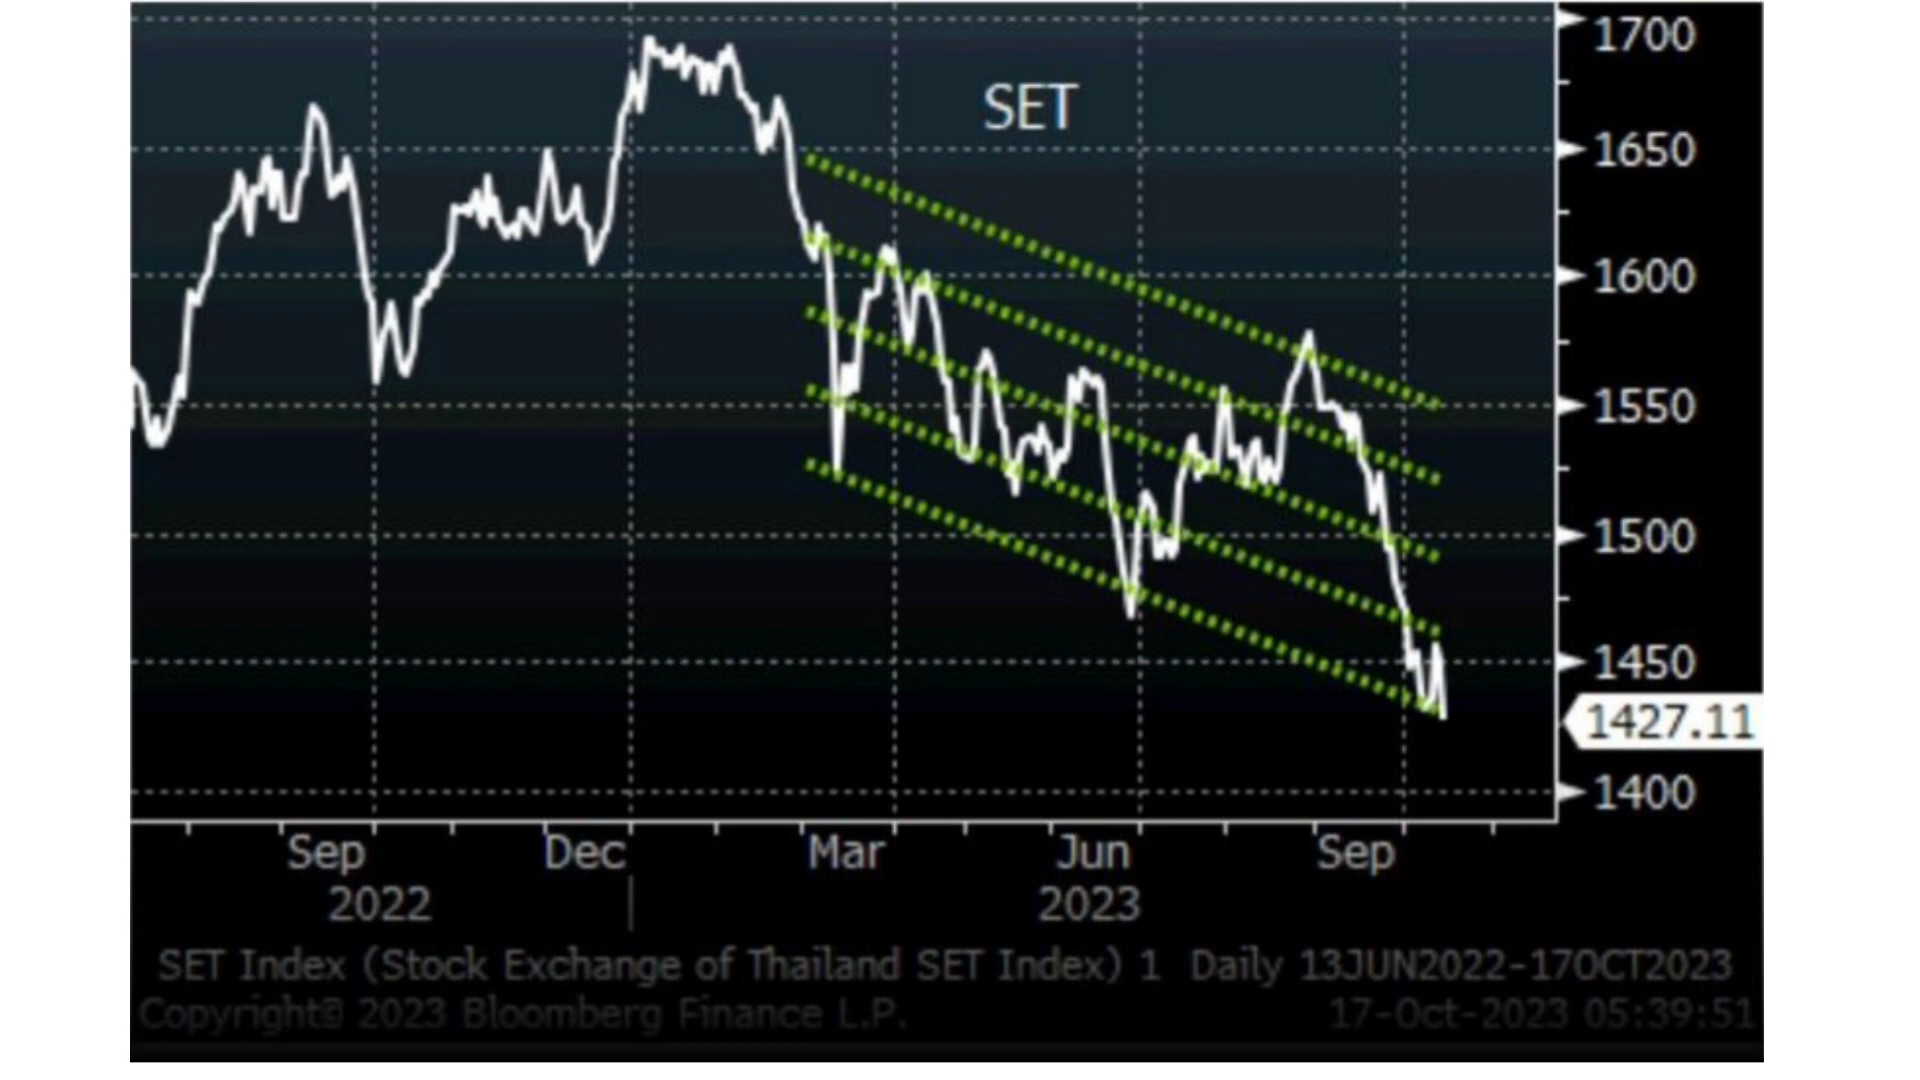 SET
1700
1650
1600
1550
1500
1450
1427.11
1400
Sep Dec Mar Jun Sep
2022 2023
SET Index (Stock Exchange of Thailand SET Index) 1 Daily 13JUN2022-17OCT2023
Copyright© 2023 Bloomberg Finance L.P. 17-Oct-2023 05:39:51